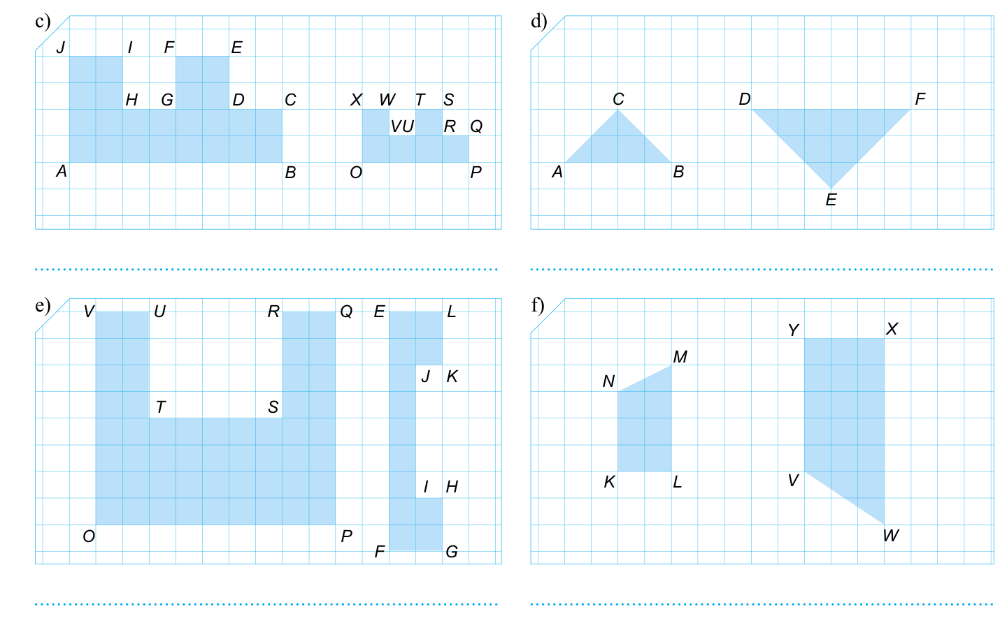 c)
J I F E
H G D C X W T S
VU R Q
A B O P
d)
C D F
A B
E
e)
V U R Q E L
J K
T S
I H
O P F G
f)
Y X
M
N
K L V
W